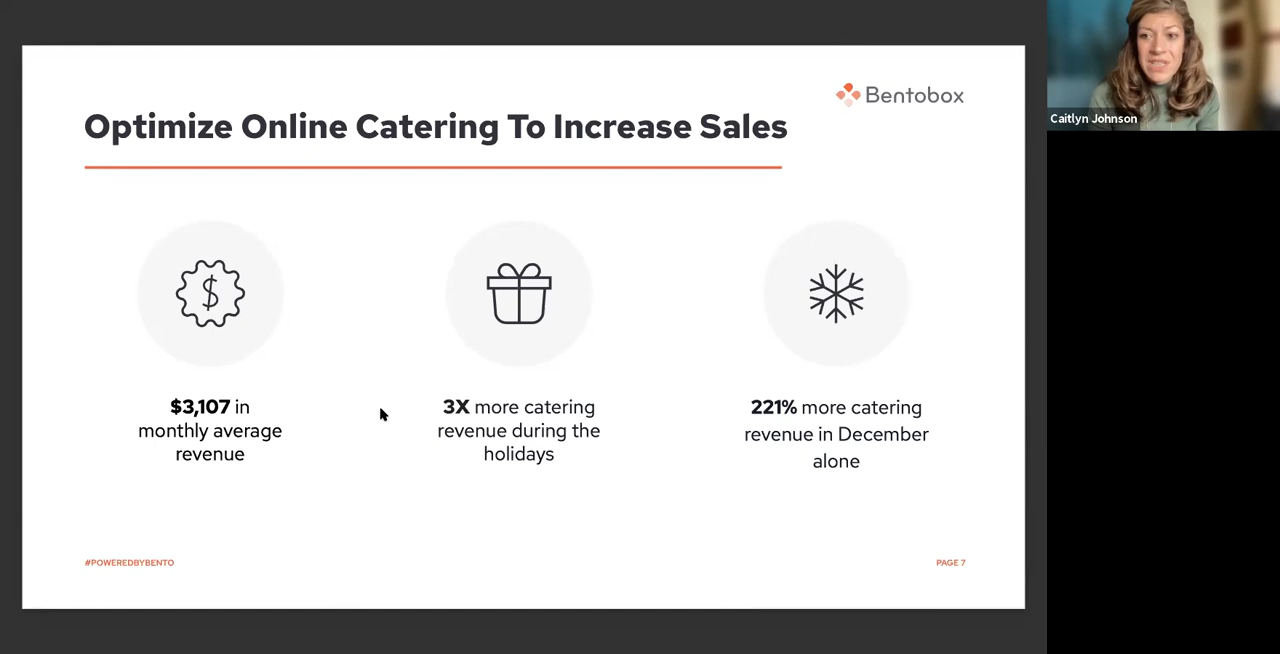 Bentobox
Optimize Online Catering To Increase Sales
$
$3,107 in
monthly average
revenue
3X more catering
revenue during the
holidays
221% more catering
revenue in December
alone
#POWEREDBYBENTO
PAGE 7
Caitlyn Johnson